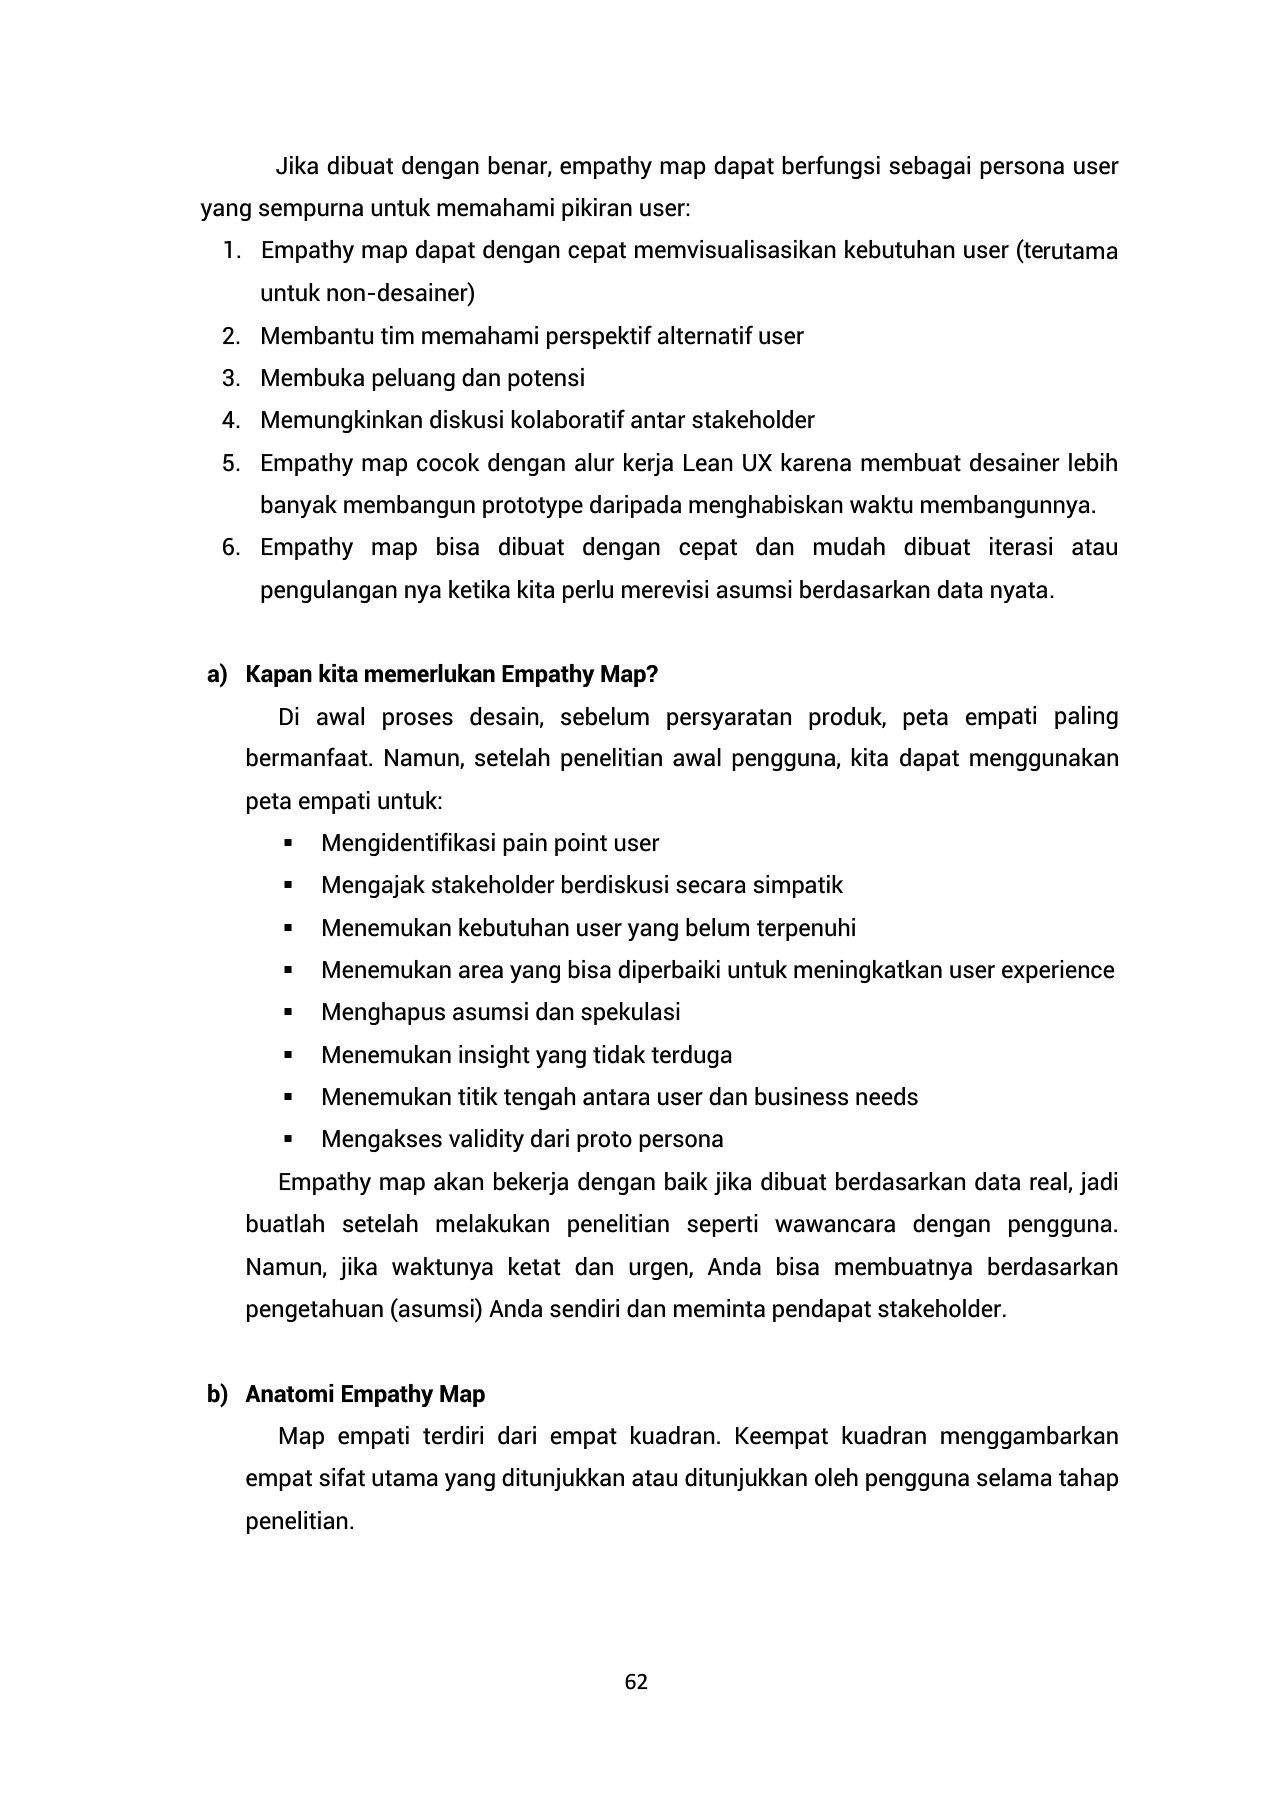 Jika dibuat dengan benar, empathy map dapat berfungsi sebagai persona user
yang sempurna untuk memahami pikiran user:
1. Empathy map dapat dengan cepat memvisualisasikan kebutuhan user (terutama
untuk non-desainer)
2. Membantu tim memahami perspektif alternatif user
3. Membuka peluang dan potensi
4. Memungkinkan diskusi kolaboratif antar stakeholder
5. Empathy map cocok dengan alur kerja Lean UX karena membuat desainer lebih
banyak membangun prototype daripada menghabiskan waktu membangunnya.
6. Empathy map bisa dibuat dengan cepat dan mudah dibuat iterasi atau
pengulangan nya ketika kita perlu merevisi asumsi berdasarkan data nyata.
a) Kapan kita memerlukan Empathy Map?
Di awal proses desain, sebelum persyaratan produk, peta empati paling
bermanfaat. Namun, setelah penelitian awal pengguna, kita dapat menggunakan
peta empati untuk:
▪ Mengidentifikasi pain point user
▪ Mengajak stakeholder berdiskusi secara simpatik
▪ Menemukan kebutuhan user yang belum terpenuhi
▪ Menemukan area yang bisa diperbaiki untuk meningkatkan user experience
▪ Menghapus asumsi dan spekulasi
▪ Menemukan insight yang tidak terduga
▪ Menemukan titik tengah antara user dan business needs
▪ Mengakses validity dari proto persona
Empathy map akan bekerja dengan baik jika dibuat berdasarkan data real, jadi
buatlah setelah melakukan penelitian seperti wawancara dengan pengguna.
Namun, jika waktunya ketat dan urgen, Anda bisa membuatnya berdasarkan
pengetahuan (asumsi) Anda sendiri dan meminta pendapat stakeholder.
b) Anatomi Empathy Map
Map empati terdiri dari empat kuadran. Keempat kuadran menggambarkan
empat sifat utama yang ditunjukkan atau ditunjukkan oleh pengguna selama tahap
penelitian.
62